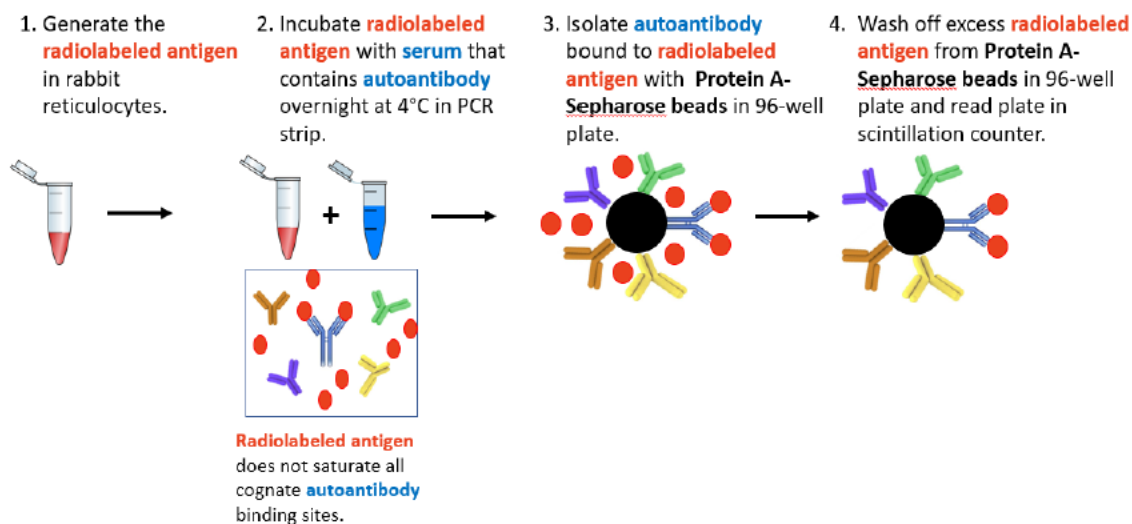 1. Generate the
radiolabeled antigen
in rabbit
reticulocytes.
2. Incubate radiolabeled
antigen with serum that
contains autoantibody
overnight at 4°C in PCR
strip.
3. Isolate autoantibody
bound to radiolabeled
antigen with Protein A-
Sepharose beads in 96-well
plate.
4. Wash off excess radiolabeled
antigen from Protein A-
Sepharose beads in 96-well
plate and read plate in
scintillation counter.
+
Radiolabeled antigen
does not saturate all
cognate autoantibody
binding sites.